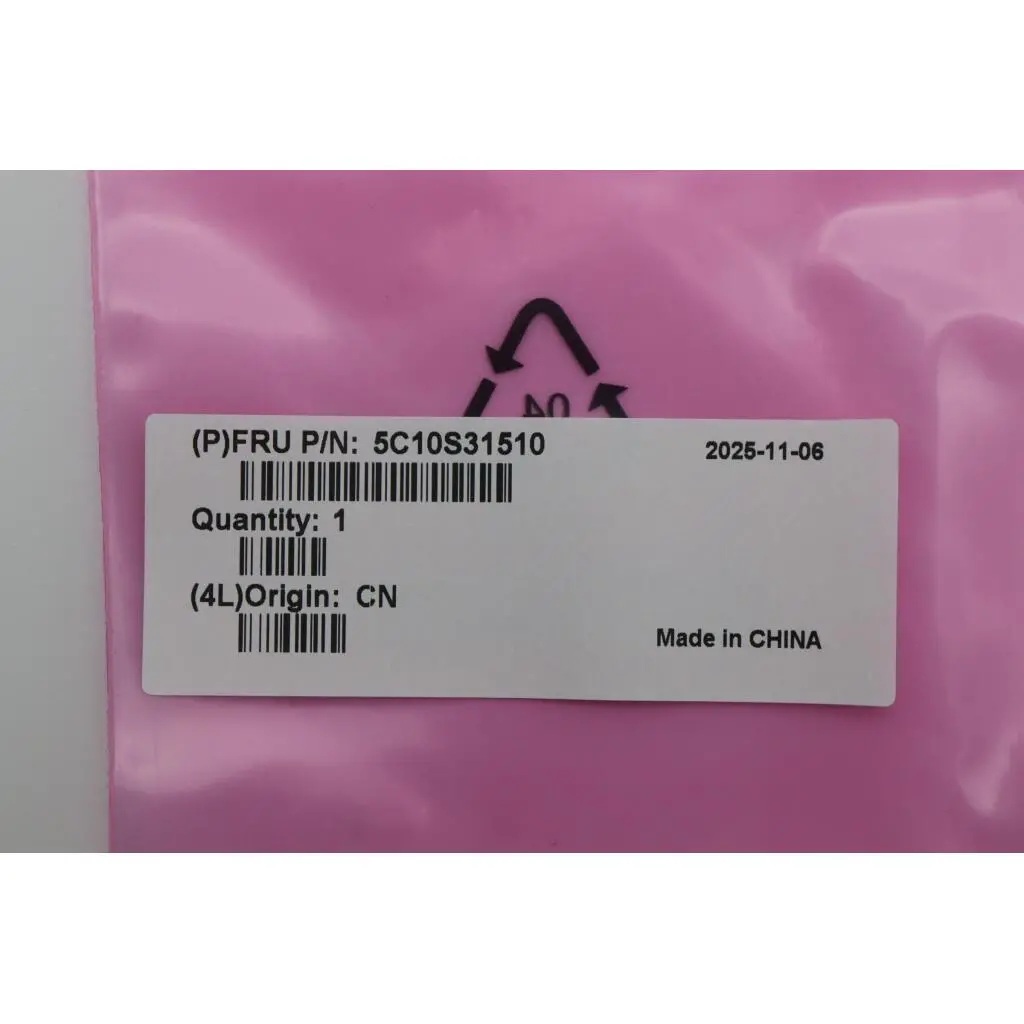 04
(P)FRU P/N: 5C10S31510
2025-11-06
Quantity: 1
(4L)Origin: CN
Made in CHINA